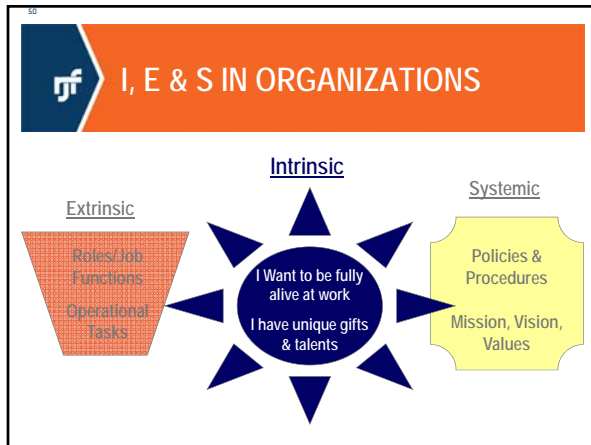 50
rjf
I, E & S IN ORGANIZATIONS
Intrinsic
Extrinsic
Systemic
Roles/Job
Functions
Operational
Tasks
I Want to be fully
alive at work
I have unique gifts
& talents
Policies &
Procedures
Mission, Vision,
Values